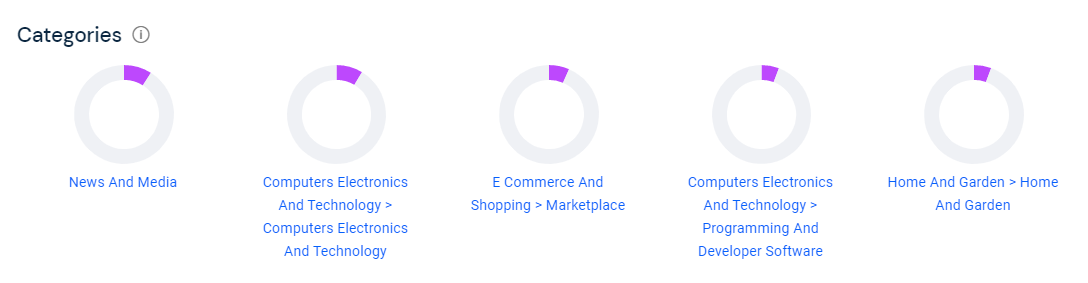 Categories
News And Media
Computers Electronics
And Technology >
Computers Electronics
And Technology
E Commerce And
Shopping > Marketplace
Computers Electronics
And Technology >
Programming And
Developer Software
Home And Garden > Home
And Garden